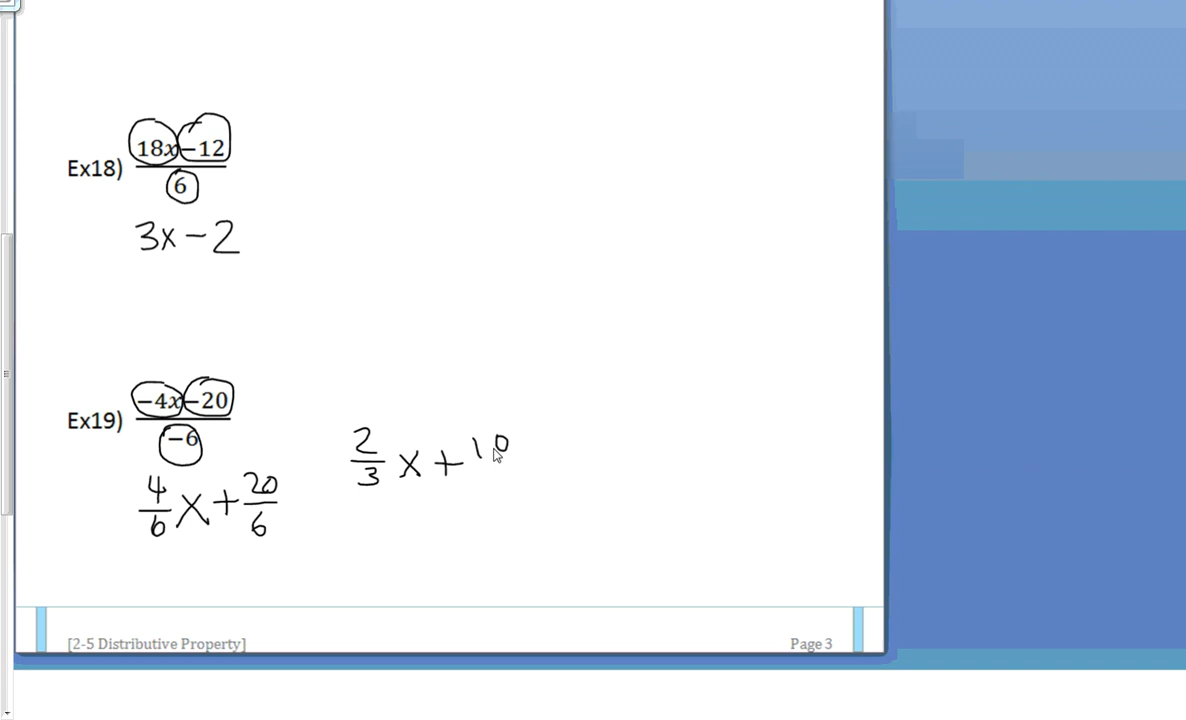 Ex18) 18x−12
6
3x−2
Ex19) −4x−20
−6
4/6 x + 20/6
2/3 x + 10
[2-5 Distributive Property] Page 3